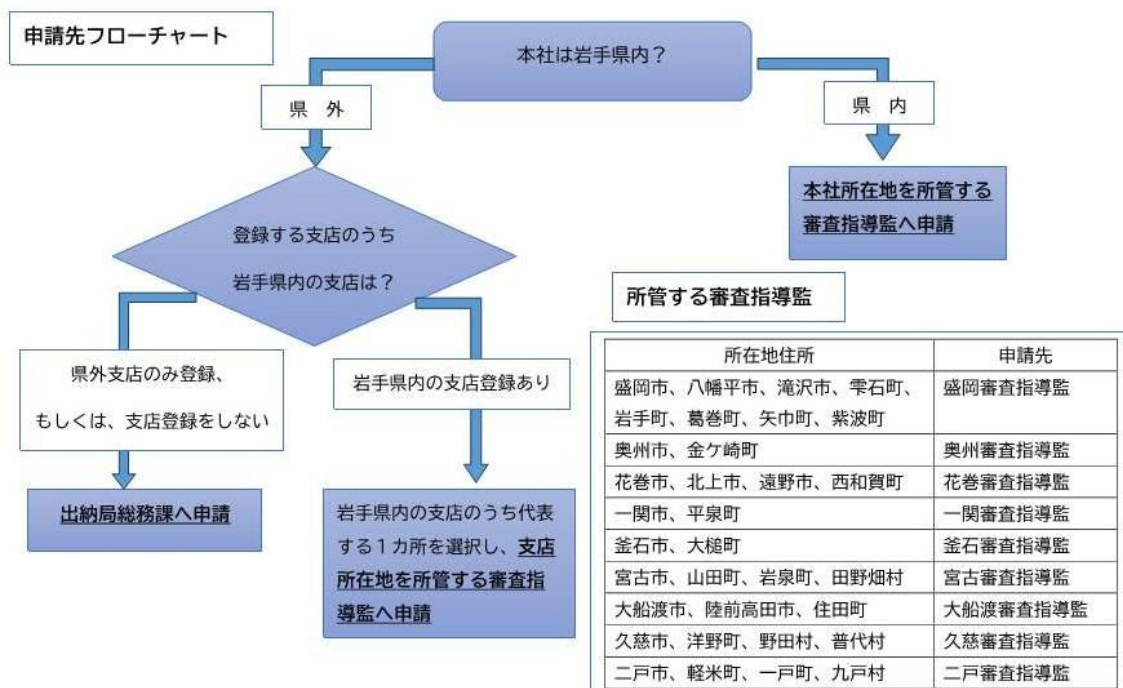 申請先フローチャート
本社は岩手県内？
県　外
県　内
本社所在地を所管する
審査指導監へ申請
登録する支店のうち
岩手県内の支店は？
県外支店のみ登録、
もしくは、支店登録をしない
岩手県内の支店登録あり
出納局総務課へ申請
岩手県内の支店のうち代表
する１カ所を選択し、支店
所在地を所管する審査指
導監へ申請
所管する審査指導監
所在地住所 申請先
盛岡市、八幡平市、滝沢市、雫石町、 盛岡審査指導監
岩手町、葛巻町、矢巾町、紫波町
奥州市、金ケ崎町 奥州審査指導監
花巻市、北上市、遠野市、西和賀町 花巻審査指導監
一関市、平泉町 一関審査指導監
釜石市、大槌町 釜石審査指導監
宮古市、山田町、岩泉町、田野畑村 宮古審査指導監
大船渡市、陸前高田市、住田町 大船渡審査指導監
久慈市、洋野町、野田村、普代村 久慈審査指導監
二戸市、軽米町、一戸町、九戸村 二戸審査指導監